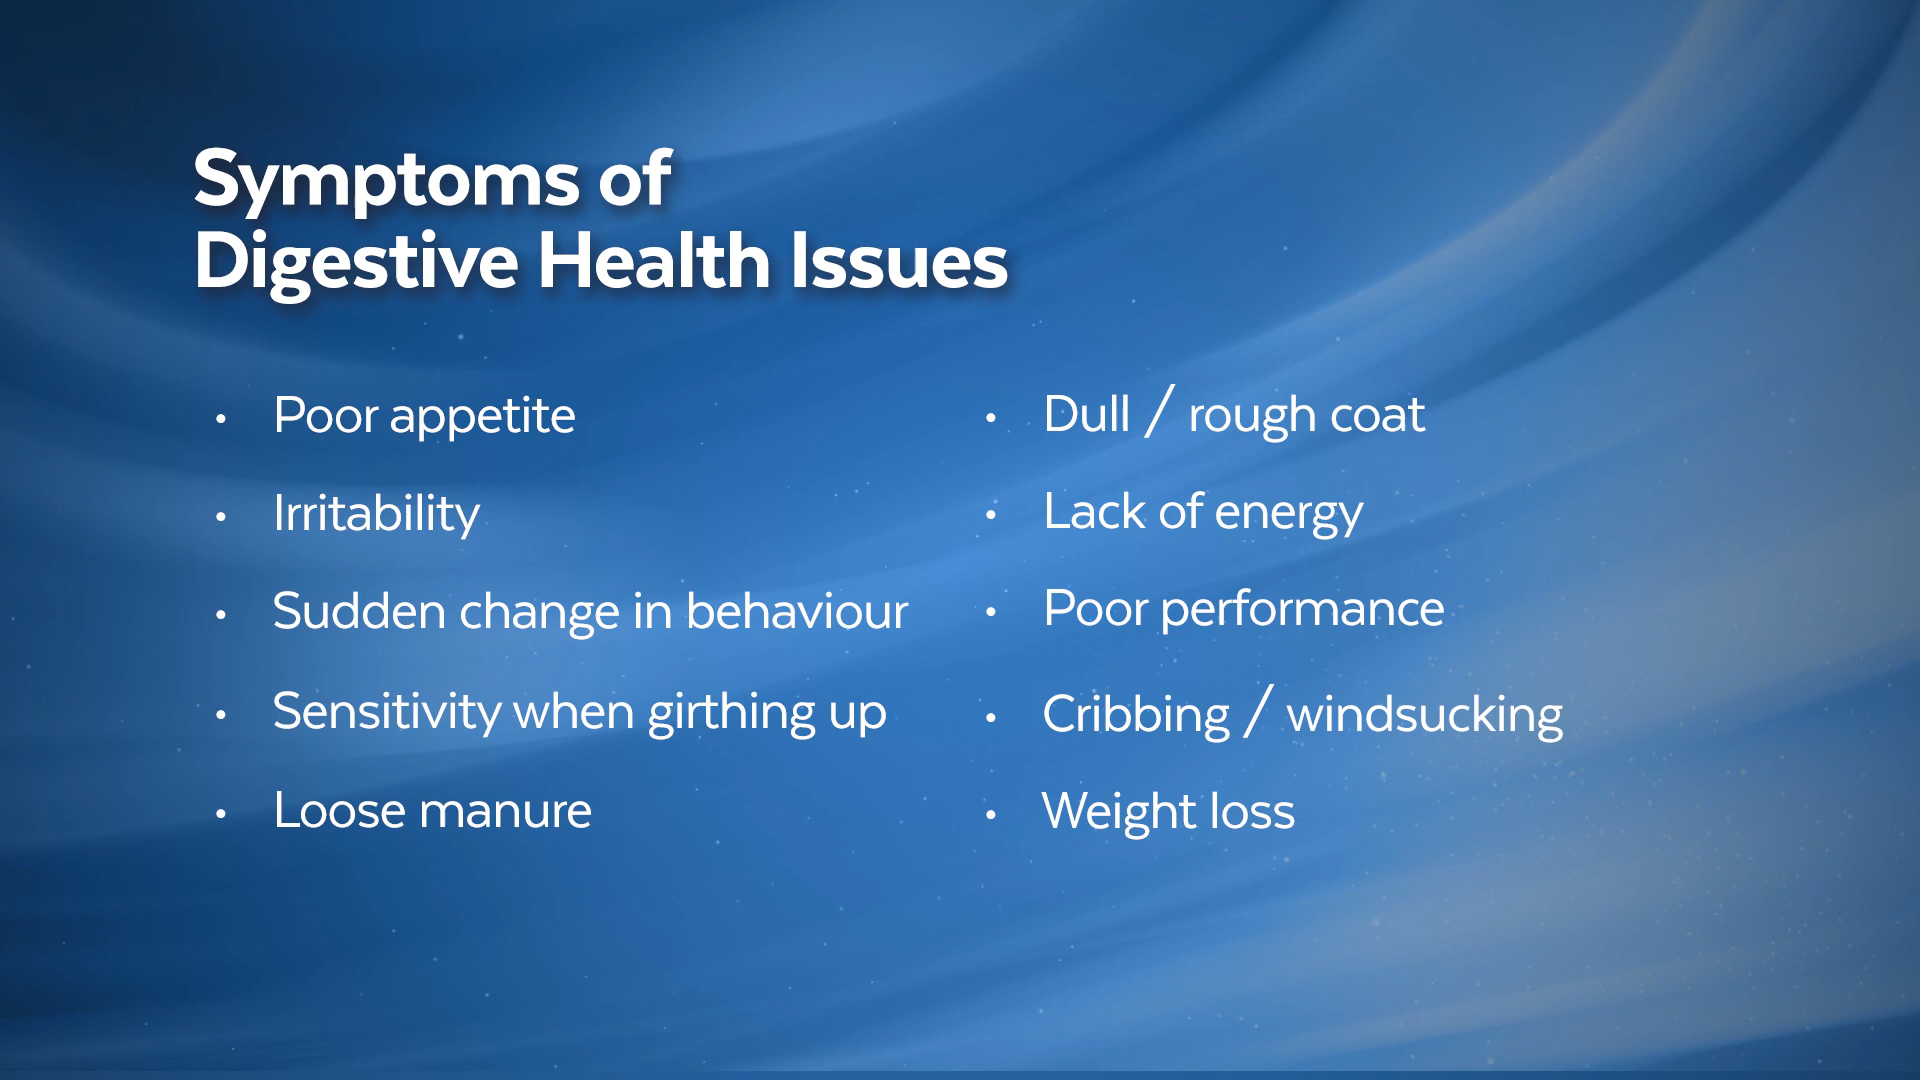 Symptoms of
Digestive Health Issues
• Poor appetite
• Irritability
• Sudden change in behaviour
• Sensitivity when girthing up
• Loose manure
• Dull / rough coat
• Lack of energy
• Poor performance
• Cribbing / windsucking
• Weight loss